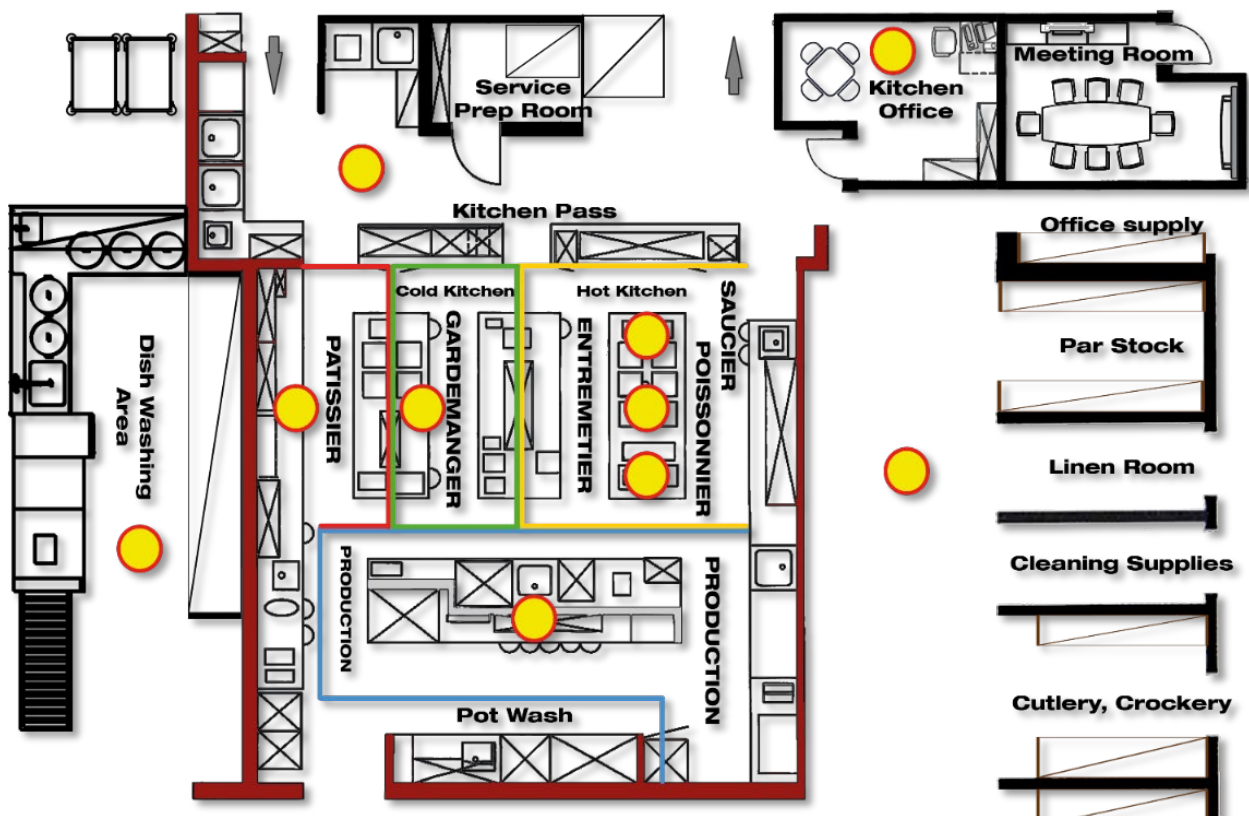 Service
Prep Room
Kitchen
Office
Meeting Room
Kitchen Pass
Office supply
Cold Kitchen
Hot Kitchen
Dish Washing
Area
PATISSIER
GARDEMANGER
ENTREMETIER
SAUCIER
POISSONNIER
Par Stock
Linen Room
PRODUCTION
PRODUCTION
Cleaning Supplies
Pot Wash
Cutlery, Crockery